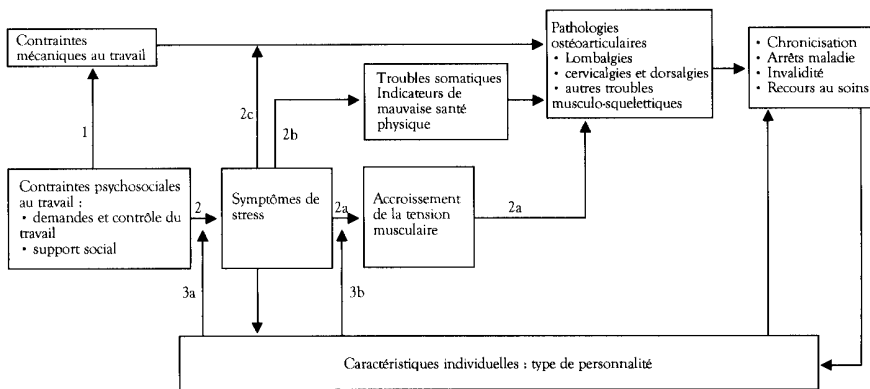 Contraintes
mécaniques au travail
Pathologies
ostéoarticulaires
• Lombalgies
• cervicalgies et dorsalgies
• autres troubles
musculo-squelettiques
• Chronicisation
• Arrêts maladie
• Invalidité
• Recours au soins
Troubles somatiques
Indicateurs de
mauvaise santé
physique
2c
2b
1
Contraintes psychosociales
au travail :
• demandes et contrôle du
travail
• support social
2
Symptômes de
stress
2a
Accroissement
de la tension
musculaire
2a
3a
3b
Caractéristiques individuelles : type de personnalité